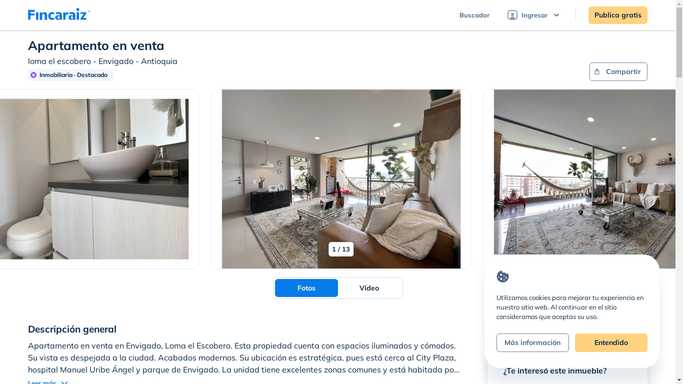 Fincaraiz
Buscador
Ingresar
Publica gratis
Apartamento en venta
loma el escobero - Envigado - Antioquia
Inmobiliaria · Destacado
Compartir
1 / 13
Fotos
Video
Utilizamos cookies para mejorar tu experiencia en
nuestro sitio web. Al continuar en el sitio
consideramos que aceptas su uso.
Más información
Entendido
Descripción general
Apartamento en venta en Envigado, Loma el Escobero. Esta propiedad cuenta con espacios iluminados y cómodos.
Su vista es despejada a la ciudad. Acabados modernos. Su ubicación es estratégica, pues está cerca al City Plaza,
hospital Manuel Uribe Ángel y parque de Envigado. La unidad tiene excelentes zonas comunes y está habitada po...
Leer más
¿Te interesó este inmueble?